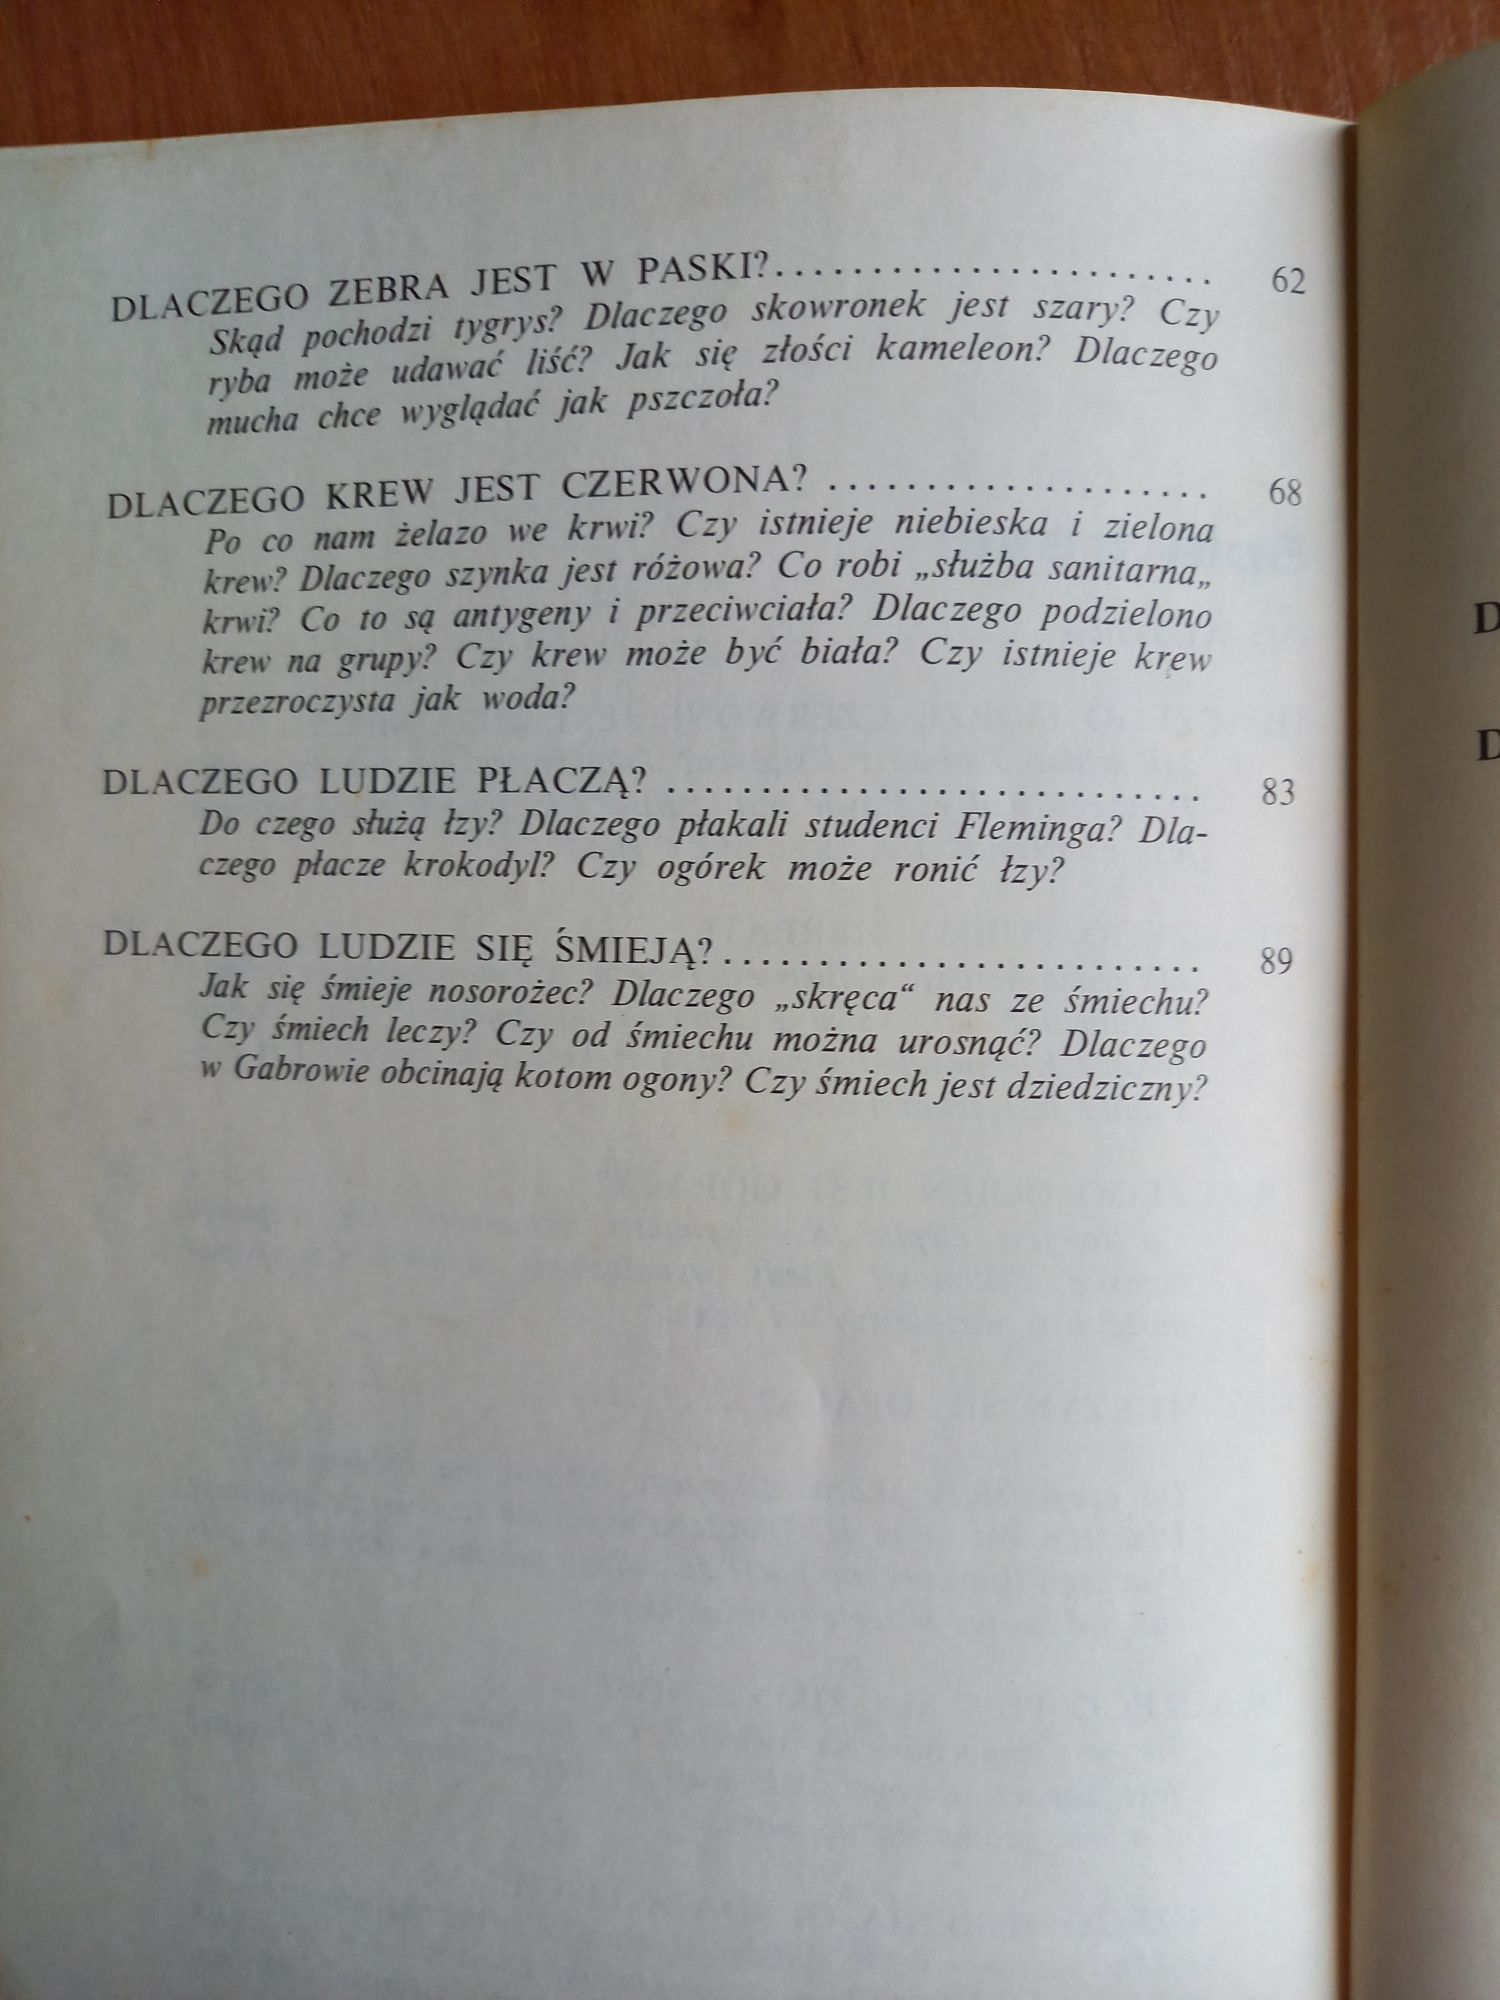 DLACZEGO ZEBRA JEST W PASKI?........................ 62
Skąd pochodzi tygrys? Dlaczego skowronek jest szary? Czy
ryba może udawać liść? Jak się złości kameleon? Dlaczego
mucha chce wyglądać jak pszczoła?
DLACZEGO KREW JEST CZERWONA? ..................... 68
Po co nam żelazo we krwi? Czy istnieje niebieska i zielona
krew? Dlaczego szynka jest różowa? Co robi „służba sanitarna„
krwi? Co to są antygeny i przeciwciała? Dlaczego podzielono
krew na grupy? Czy krew może być biała? Czy istnieje krew
przezroczysta jak woda?
DLACZEGO LUDZIE PŁACZĄ? ............................. 83
Do czego służą łzy? Dlaczego płakali studenci Fleminga? Dla-
czego płacze krokodyl? Czy ogórek może ronić łzy?
DLACZEGO LUDZIE SIĘ ŚMIEJĄ?.......................... 89
Jak się śmieje nosorożec? Dlaczego „skręca“ nas ze śmiechu?
Czy śmiech leczy? Czy od śmiechu można urosnąć? Dlaczego
w Gabrowie obcinają kotom ogony? Czy śmiech jest dziedziczny?
D
D